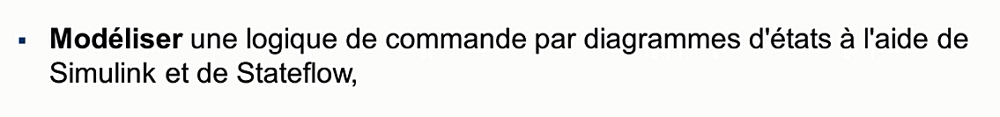 ▪ Modéliser une logique de commande par diagrammes d'états à l'aide de
Simulink et de Stateflow,